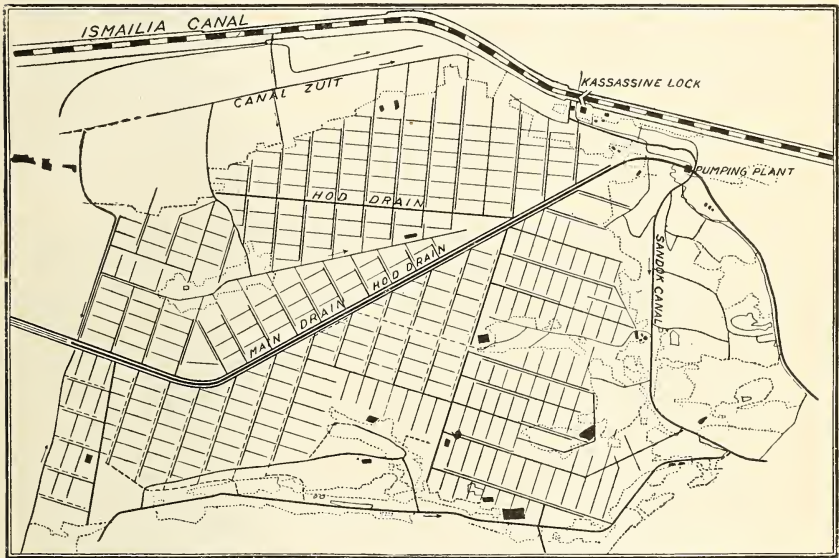 ISMAILIA CANAL
CANAL ZUIT
KASSASSINE LOCK
PUMPING PLANT
HOD DRAIN
SANDOK CANAL
MAIN DRAIN
HOD DRAIN